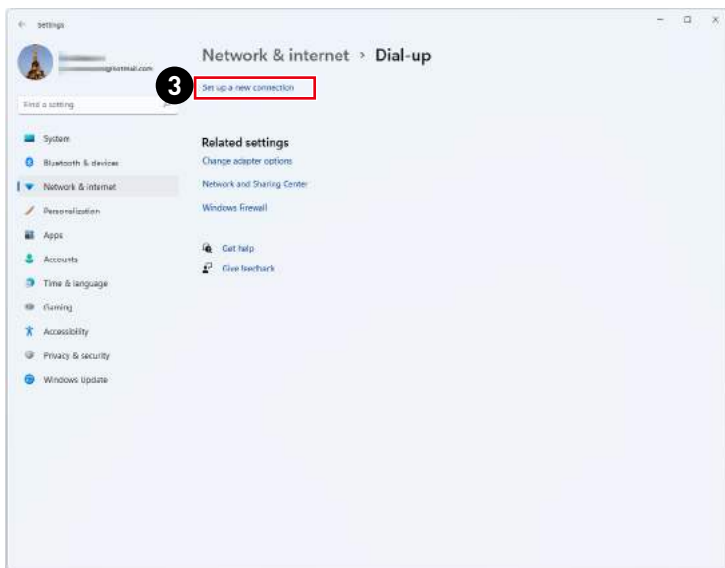 Settings
@hotmail.com
Network & internet > Dial-up
3
Set up a new connection
Find a setting
System
Bluetooth & devices
Network & internet
Personalization
Apps
Accounts
Time & language
Gaming
Accessibility
Privacy & security
Windows Update
Related settings
Change adapter options
Network and Sharing Center
Windows Firewall
Get help
Give feedback